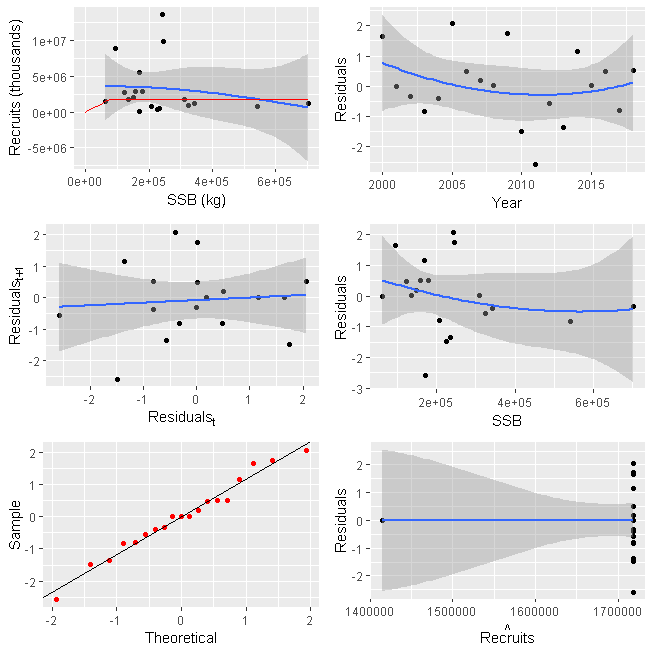 Recruits (thousands)
1e+07
5e+06
0e+00
-5e+06
0e+00 2e+05 4e+05 6e+05
SSB (kg)
Residuals
2
1
0
-1
-2
2000 2005 2010 2015
Year
Residuals t+1
2
1
0
-1
-2
-2 -1 0 1 2
Residuals t
Residuals
2
1
0
-1
-2
-3
2e+05 4e+05 6e+05
SSB
Sample
2
1
0
-1
-2
-2 -1 0 1 2
Theoretical
Residuals
2
1
0
-1
-2
1400000 1500000 1600000 1700000
^
Recruits